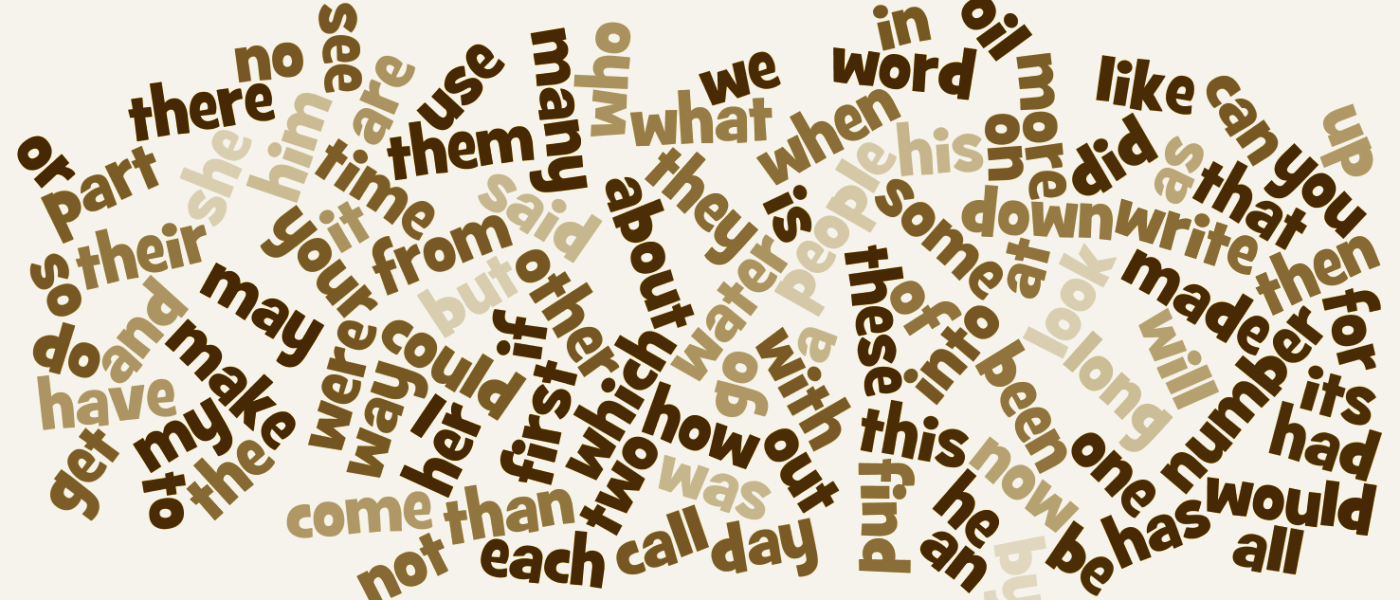 see
no
there
him
are
use
them
many
who
we
what
in
word
oil
more
when
on
like
can
did
as
up
you
that
or
part
she
time
said
his
people
is
they
about
some
down
write
at
then
their
so
it
your
from
but
other
water
these
of
look
made
for
and
may
do
make
have
were
could
way
if
which
go
with
a
into
been
long
will
number
its
had
get
my
to
the
I
her
first
two
how
was
out
this
find
now
one
he
an
be
has
would
all
come
than
not
each
call
day